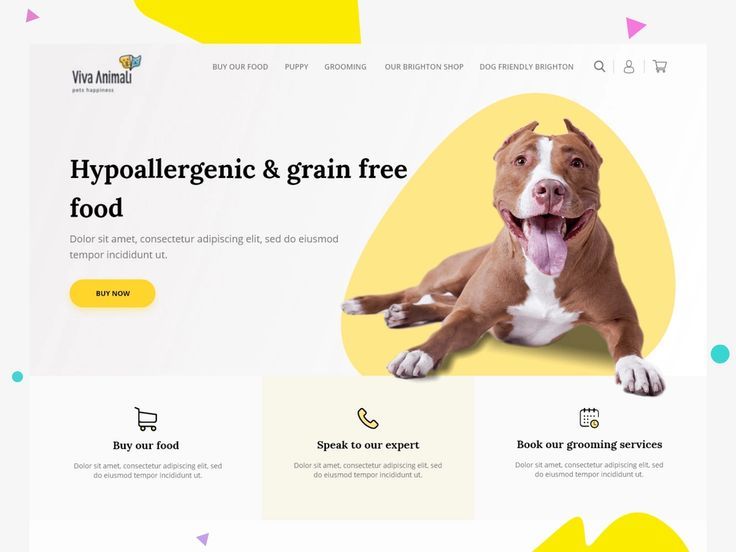 Viva Animali
pets happiness
BUY OUR FOOD PUPPY GROOMING OUR BRIGHTON SHOP DOG FRIENDLY BRIGHTON
Hypoallergenic & grain free
food
Dolor sit amet, consectetur adipiscing elit, sed do eiusmod
tempor incididunt ut.
BUY NOW
Buy our food
Dolor sit amet, consectetur adipiscing elit, sed
do eiusmod tempor incididunt ut.
Speak to our expert
Dolor sit amet, consectetur adipiscing elit, sed
do eiusmod tempor incididunt ut.
Book our grooming services
Dolor sit amet, consectetur adipiscing elit, sed
do eiusmod tempor incididunt ut.